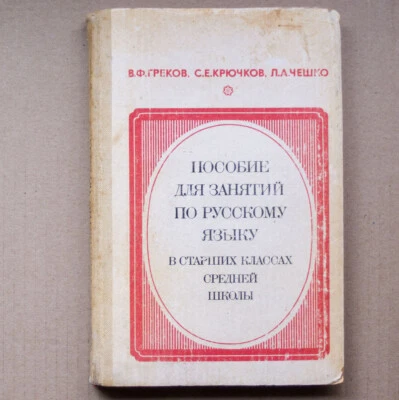 В.Ф.ГРЕКОВ, С.Е.КРЮЧКОВ, Л.А.ЧЕШКО
ПОСОБИЕ
ДЛЯ ЗАНЯТИЙ
ПО РУССКОМУ
ЯЗЫКУ
В СТАРШИХ КЛАССАХ
СРЕДНЕЙ
ШКОЛЫ